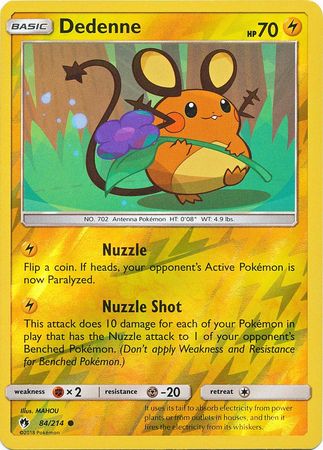 BASIC
Dedenne
HP 70
NO. 702 Antenna Pokémon HT: 0'08" WT: 4.9 lbs.
Nuzzle
Flip a coin. If heads, your opponent's Active Pokémon is
now Paralyzed.
Nuzzle Shot
This attack does 10 damage for each of your Pokémon in
play that has the Nuzzle attack to 1 of your opponent's
Benched Pokémon. (Don't apply Weakness and Resistance
for Benched Pokémon.)
weakness × 2 resistance -20 retreat
Illus. MAHOU
84/214
©2018 Pokémon
It uses its tail to absorb electricity from power
plants or from outlets in houses, and then it
fires the electricity from its whiskers.